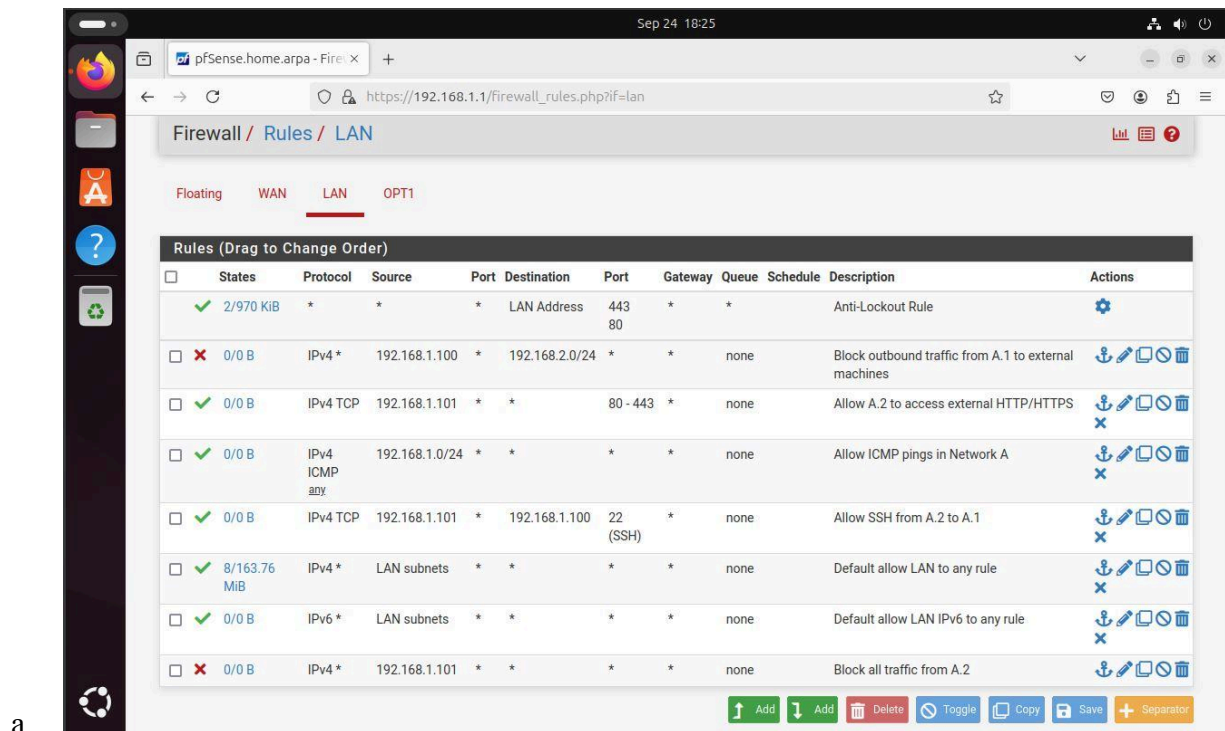 Sep 24 18:25
pfSense.home.arpa - Fire
https://192.168.1.1/firewall_rules.php?if=lan
Firewall / Rules / LAN
Floating WAN LAN OPT1
Rules (Drag to Change Order)
States Protocol Source Port Destination Port Gateway Queue Schedule Description Actions
2/970 KiB * * * LAN Address 443 * * Anti-Lockout Rule
80
0/0 B IPv4 * 192.168.1.100 * 192.168.2.0/24 * * none Block outbound traffic from A.1 to external
machines
0/0 B IPv4 TCP 192.168.1.101 * * 80 - 443 * none Allow A.2 to access external HTTP/HTTPS
0/0 B IPv4 192.168.1.0/24 * * * * none Allow ICMP pings in Network A
ICMP
any
0/0 B IPv4 TCP 192.168.1.101 * 192.168.1.100 22 * none Allow SSH from A.2 to A.1
(SSH)
8/163.76 IPv4 * LAN subnets * * * * none Default allow LAN to any rule
MiB
0/0 B IPv6 * LAN subnets * * * * none Default allow LAN IPv6 to any rule
0/0 B IPv4 * 192.168.1.101 * * * * none Block all traffic from A.2
Add Add Delete Toggle Copy Save Separator
a